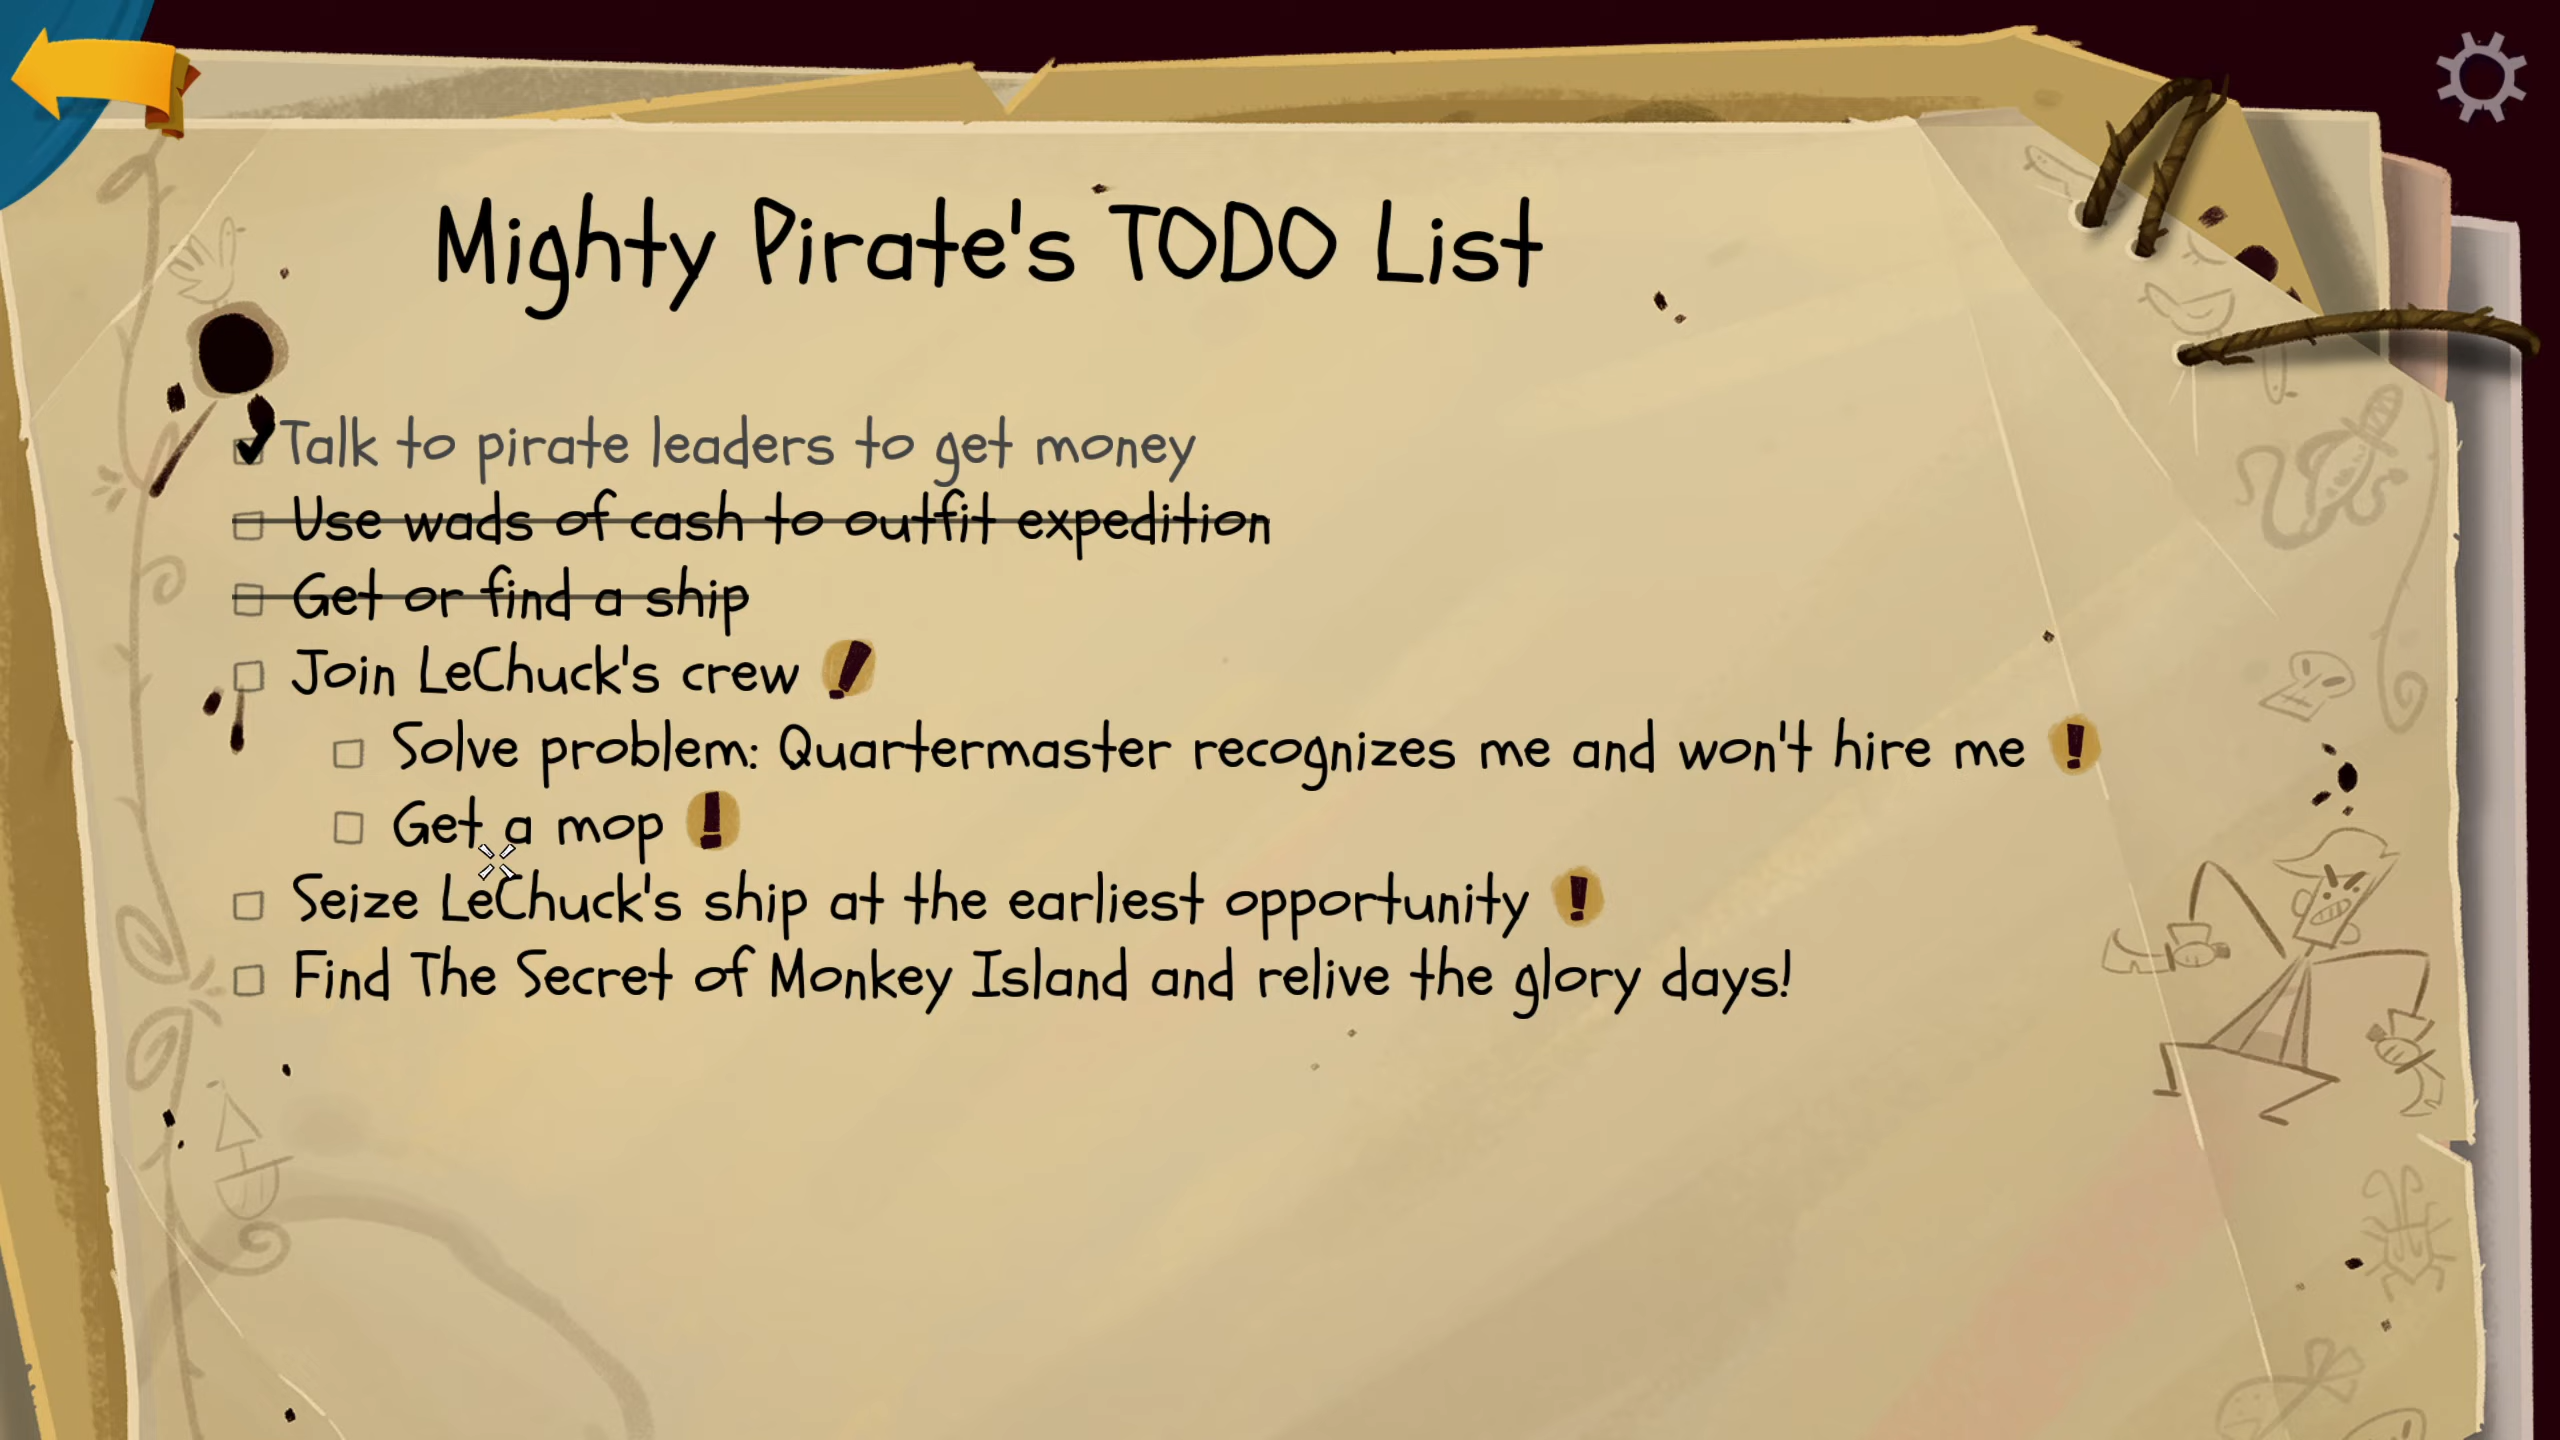 Mighty Pirate's TODO List
Talk to pirate leaders to get money
Use wads of cash to outfit expedition
Get or find a ship
Join LeChuck's crew !
Solve problem: Quartermaster recognizes me and won't hire me !
Get a mop !
Seize LeChuck's ship at the earliest opportunity !
Find The Secret of Monkey Island and relive the glory days!